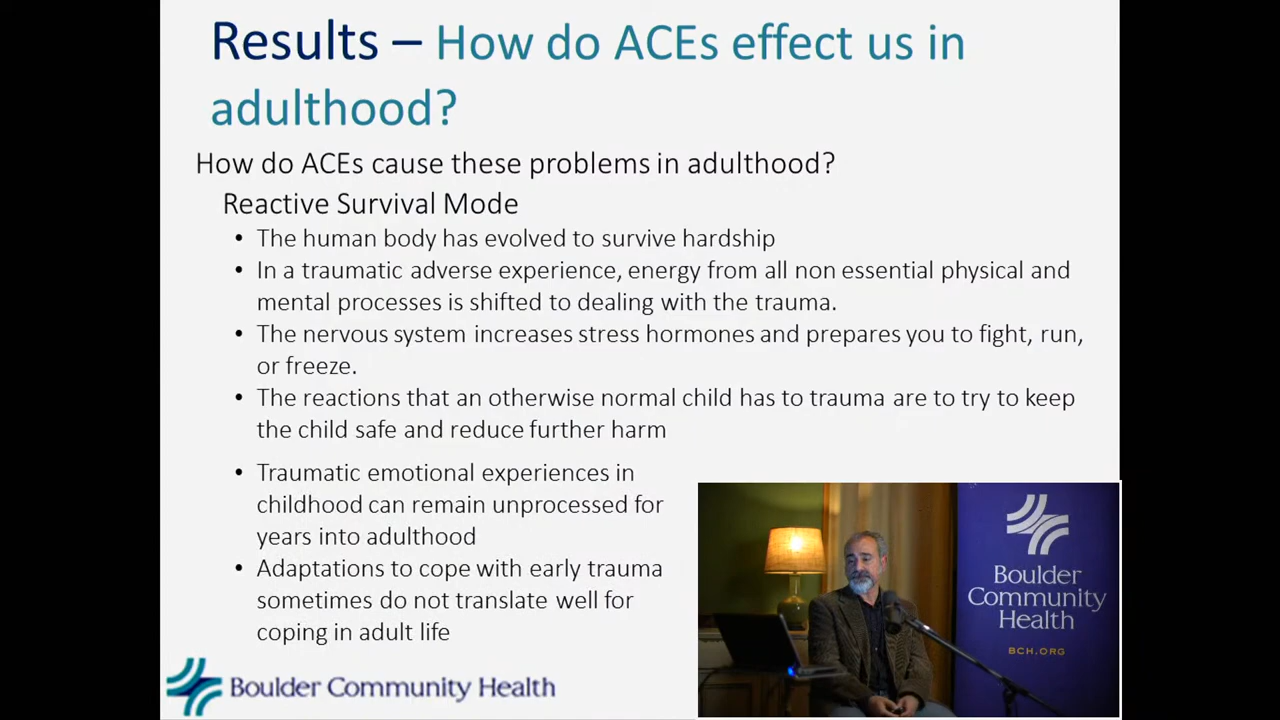 Results – How do ACEs effect us in
adulthood?
How do ACEs cause these problems in adulthood?
Reactive Survival Mode
• The human body has evolved to survive hardship
• In a traumatic adverse experience, energy from all non essential physical and
mental processes is shifted to dealing with the trauma.
• The nervous system increases stress hormones and prepares you to fight, run,
or freeze.
• The reactions that an otherwise normal child has to trauma are to try to keep
the child safe and reduce further harm
• Traumatic emotional experiences in
childhood can remain unprocessed for
years into adulthood
• Adaptations to cope with early trauma
sometimes do not translate well for
coping in adult life
Boulder Community Health
Boulder
Community
Health
BCH.ORG